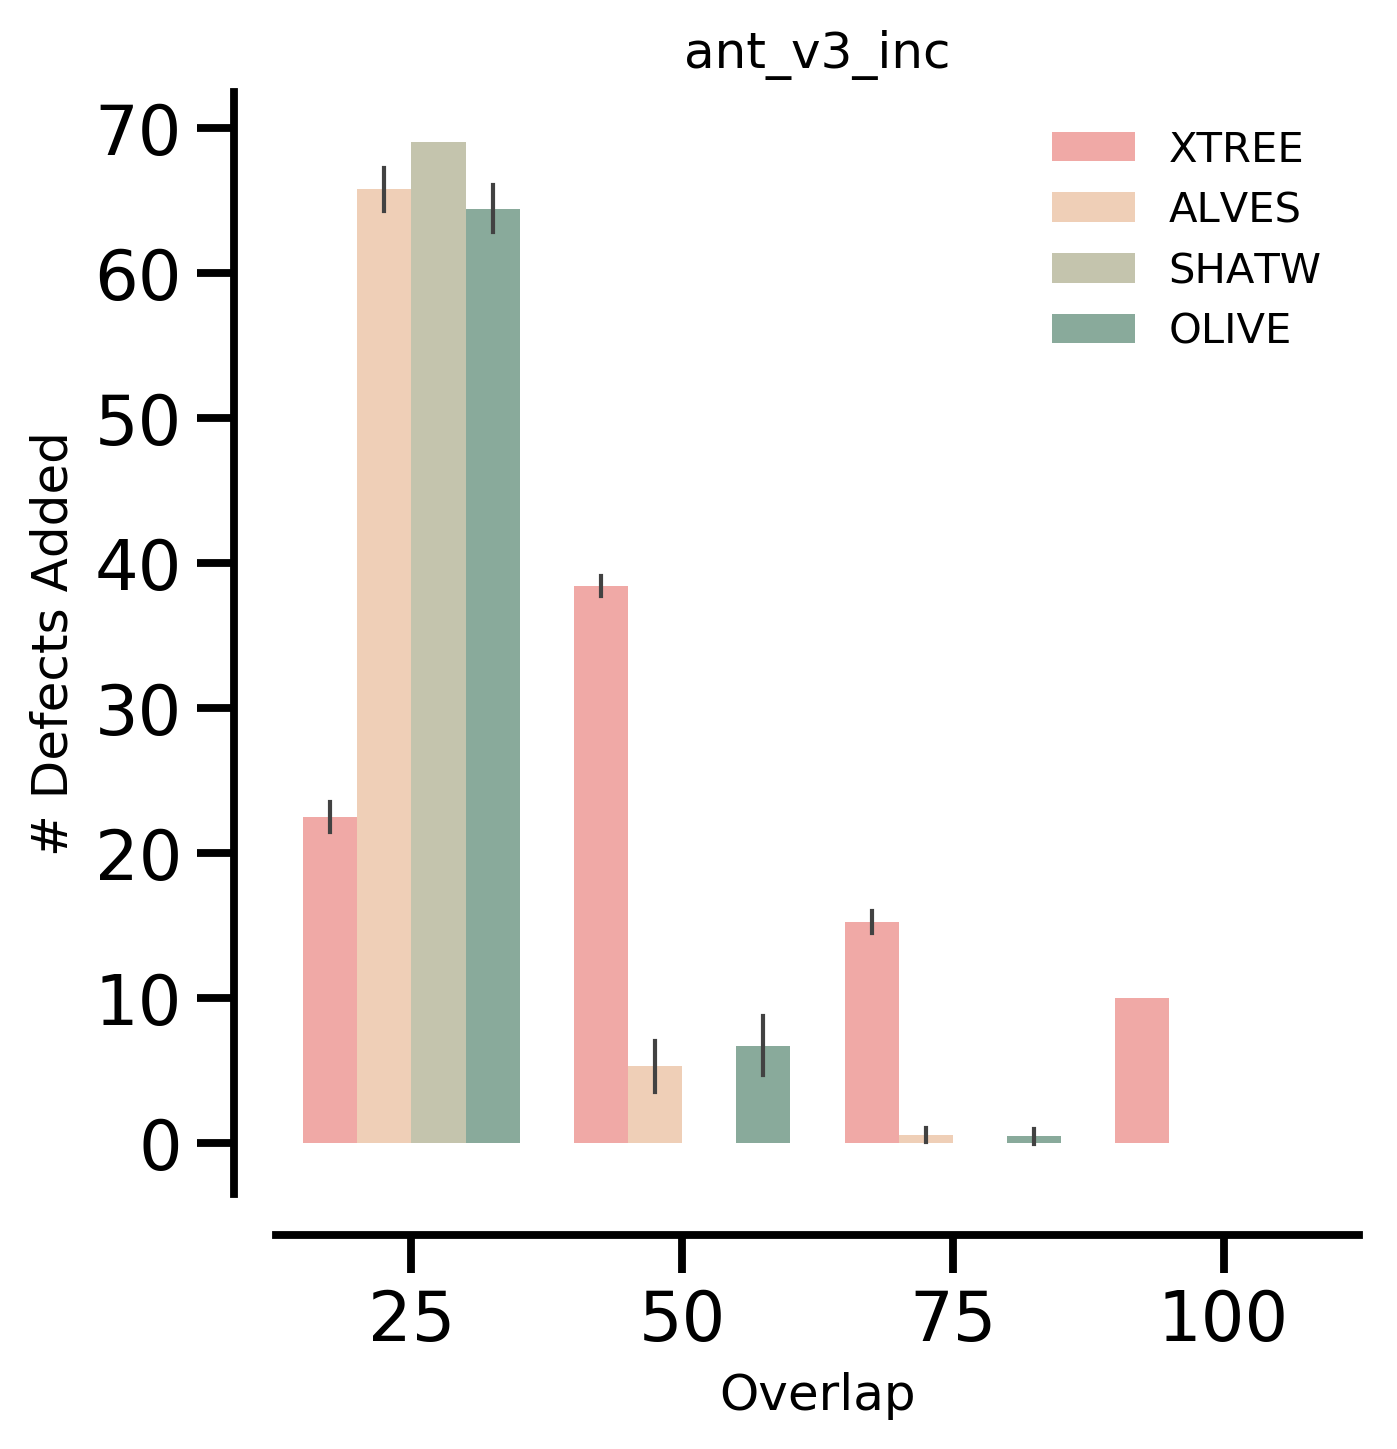 ant_v3_inc
XTREE
ALVES
SHATW
OLIVE
# Defects Added
70
60
50
40
30
20
10
0
25 50 75 100
Overlap